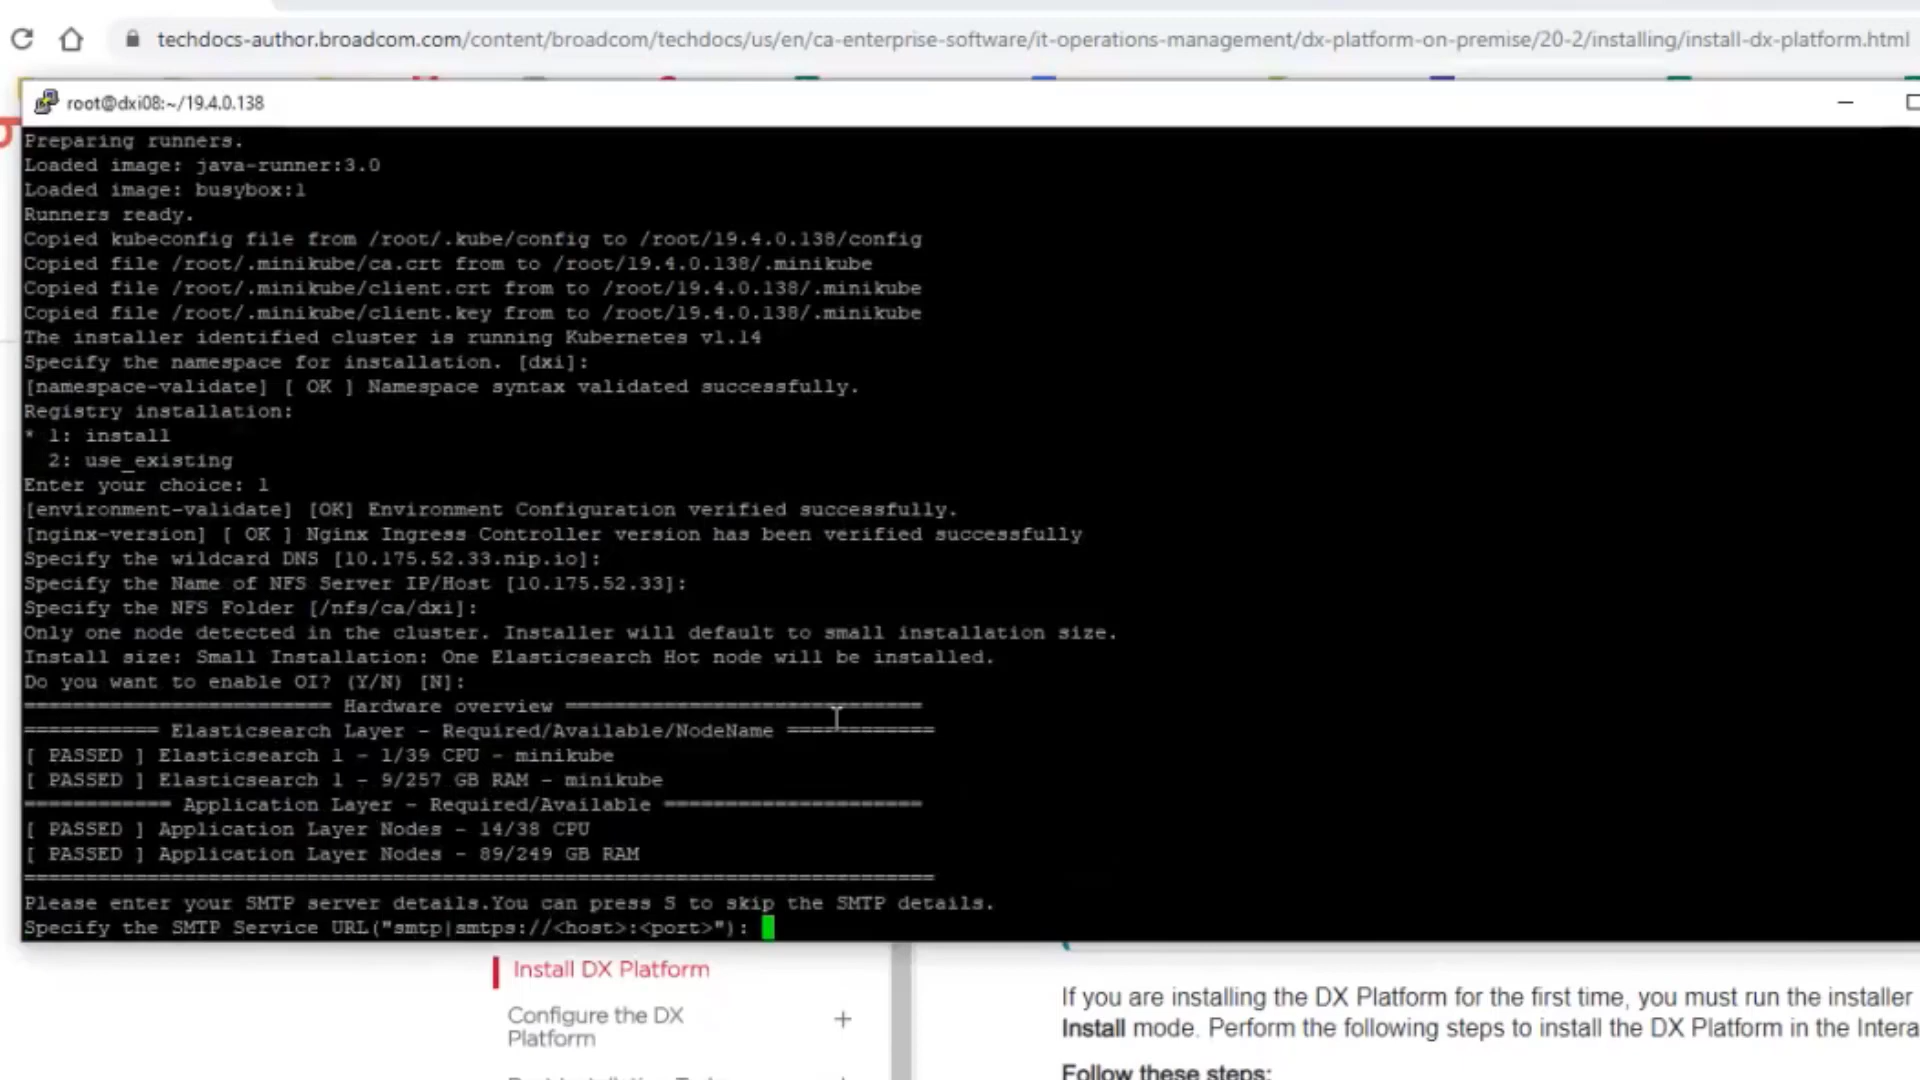 techdocs-author.broadcom.com/content/broadcom/techdocs/us/en/ca-enterprise-software/it-operations-management/dx-platform-on-premise/20-2/installing/install-dx-platform.html
root@dxi08:~/19.4.0.138
Preparing runners.
Loaded image: java-runner:3.0
Loaded image: busybox:1
Runners ready.
Copied kubeconfig file from /root/.kube/config to /root/19.4.0.138/config
Copied file /root/.minikube/ca.crt from to /root/19.4.0.138/.minikube
Copied file /root/.minikube/client.crt from to /root/19.4.0.138/.minikube
Copied file /root/.minikube/client.key from to /root/19.4.0.138/.minikube
The installer identified cluster is running Kubernetes v1.14
Specify the namespace for installation. [dxi]:
[namespace-validate] [ OK ] Namespace syntax validated successfully.
Registry installation:
* 1: install
2: use_existing
Enter your choice: 1
[environment-validate] [OK] Environment Configuration verified successfully.
[nginx-version] [ OK ] Nginx Ingress Controller version has been verified successfully
Specify the wildcard DNS [10.175.52.33.nip.io]:
Specify the Name of NFS Server IP/Host [10.175.52.33]:
Specify the NFS Folder [/nfs/ca/dxi]:
Only one node detected in the cluster. Installer will default to small installation size.
Install size: Small Installation: One Elasticsearch Hot node will be installed.
Do you want to enable OI? (Y/N) [N]:
========================= Hardware overview =============================
=========== Elasticsearch Layer - Required/Available/NodeName ============
[ PASSED ] Elasticsearch 1 - 1/39 CPU - minikube
[ PASSED ] Elasticsearch 1 - 9/257 GB RAM - minikube
============ Application Layer - Required/Available =====================
[ PASSED ] Application Layer Nodes - 14/38 CPU
[ PASSED ] Application Layer Nodes - 89/249 GB RAM
==========================================================================
Please enter your SMTP server details.You can press S to skip the SMTP details.
Specify the SMTP Service URL("smtp|smtps://<host>:<port>"):
Install DX Platform
Configure the DX
Platform
+
If you are installing the DX Platform for the first time, you must run the installer
Install mode. Perform the following steps to install the DX Platform in the Intera
Follow these steps: